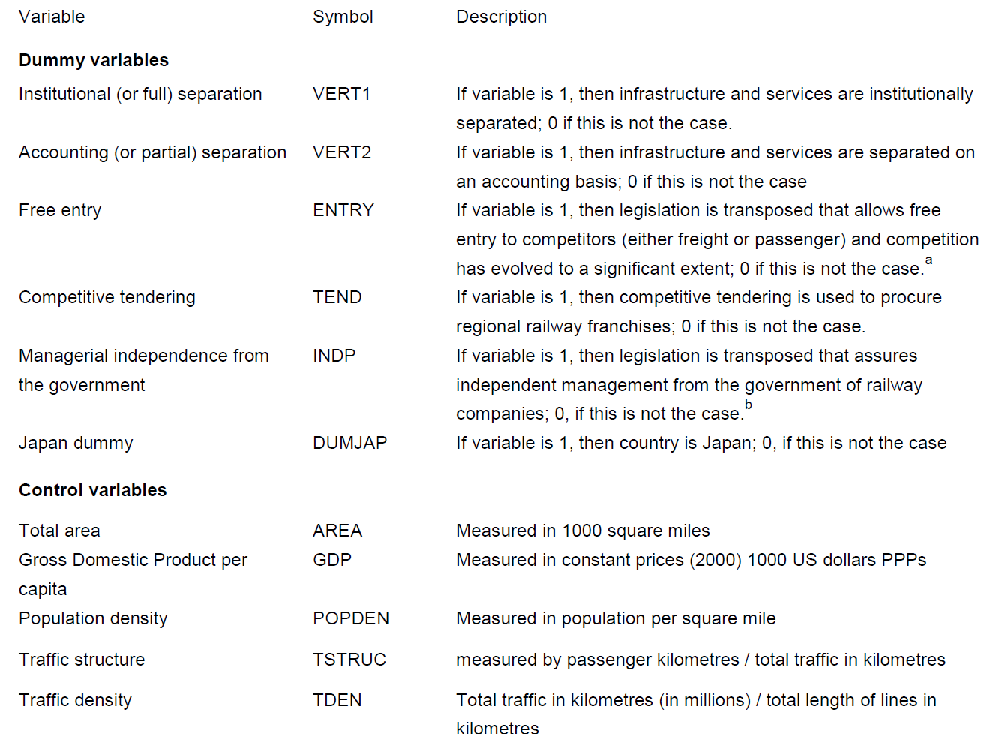 Variable Symbol Description
Dummy variables
Institutional (or full) separation VERT1 If variable is 1, then infrastructure and services are institutionally
separated; 0 if this is not the case.
Accounting (or partial) separation VERT2 If variable is 1, then infrastructure and services are separated on
an accounting basis; 0 if this is not the case
Free entry ENTRY If variable is 1, then legislation is transposed that allows free
entry to competitors (either freight or passenger) and competition
has evolved to a significant extent; 0 if this is not the case.a
Competitive tendering TEND If variable is 1, then competitive tendering is used to procure
regional railway franchises; 0 if this is not the case.
Managerial independence from INDP If variable is 1, then legislation is transposed that assures
the government independent management from the government of railway
companies; 0, if this is not the case.b
Japan dummy DUMJAP If variable is 1, then country is Japan; 0, if this is not the case
Control variables
Total area AREA Measured in 1000 square miles
Gross Domestic Product per GDP Measured in constant prices (2000) 1000 US dollars PPPs
capita
Population density POPDEN Measured in population per square mile
Traffic structure TSTRUC measured by passenger kilometres / total traffic in kilometres
Traffic density TDEN Total traffic in kilometres (in millions) / total length of lines in
kilometres